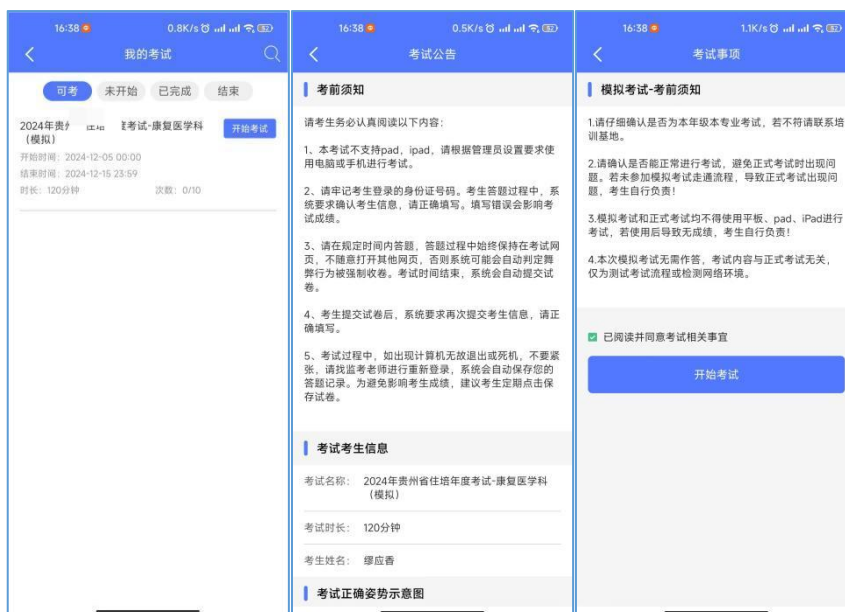 16:38 0.8K/s
我的考试
可考 未开始 已完成 结束
2024年贵 考试-康复医学科
（模拟）
开始考试
开始时间：2024-12-05 00:00
结束时间：2024-12-15 23:59
时长：120分钟 次数：0/10
16:38 0.5K/s
考试公告
考前须知
请考生务必认真阅读以下内容：
1、本考试不支持pad，ipad，请根据管理员设置要求使
用电脑或手机进行考试。
2、请牢记考生登录的身份证号码。考生答题过程中，系
统要求确认考生信息，请正确填写。填写错误会影响考
试成绩。
3、请在规定时间内答题，答题过程中始终保持在考试网
页，不随意打开其他网页，否则系统可能会自动判定舞
弊行为被强制收卷。考试时间结束，系统会自动提交试
卷。
4、考生提交试卷后，系统要求再次提交考生信息，请正
确填写。
5、考试过程中，如出现计算机无故退出或死机，不要紧
张，请找监考老师进行重新登录，系统会自动保存您的
答题记录。为避免影响考生成绩，建议考生定期点击保
存试卷。
考试考生信息
考试名称： 2024年贵州省住培年度考试-康复医学科
（模拟）
考试时长： 120分钟
考生姓名： 缪应香
考试正确姿势示意图
16:38 1.1K/s
考试事项
模拟考试-考前须知
1.请仔细确认是否为本年级本专业考试，若不符请联系培
训基地。
2.请确认是否能正常进行考试，避免正式考试时出现问
题。若未参加模拟考试走通流程，导致正式考试出现问
题，考生自行负责！
3.模拟考试和正式考试均不得使用平板、pad、iPad进行
考试，若使用后导致无成绩，考生自行负责！
4.本次模拟考试无需作答，考试内容与正式考试无关，
仅为测试考试流程或检测网络环境。
已阅读并同意考试相关事宜
开始考试